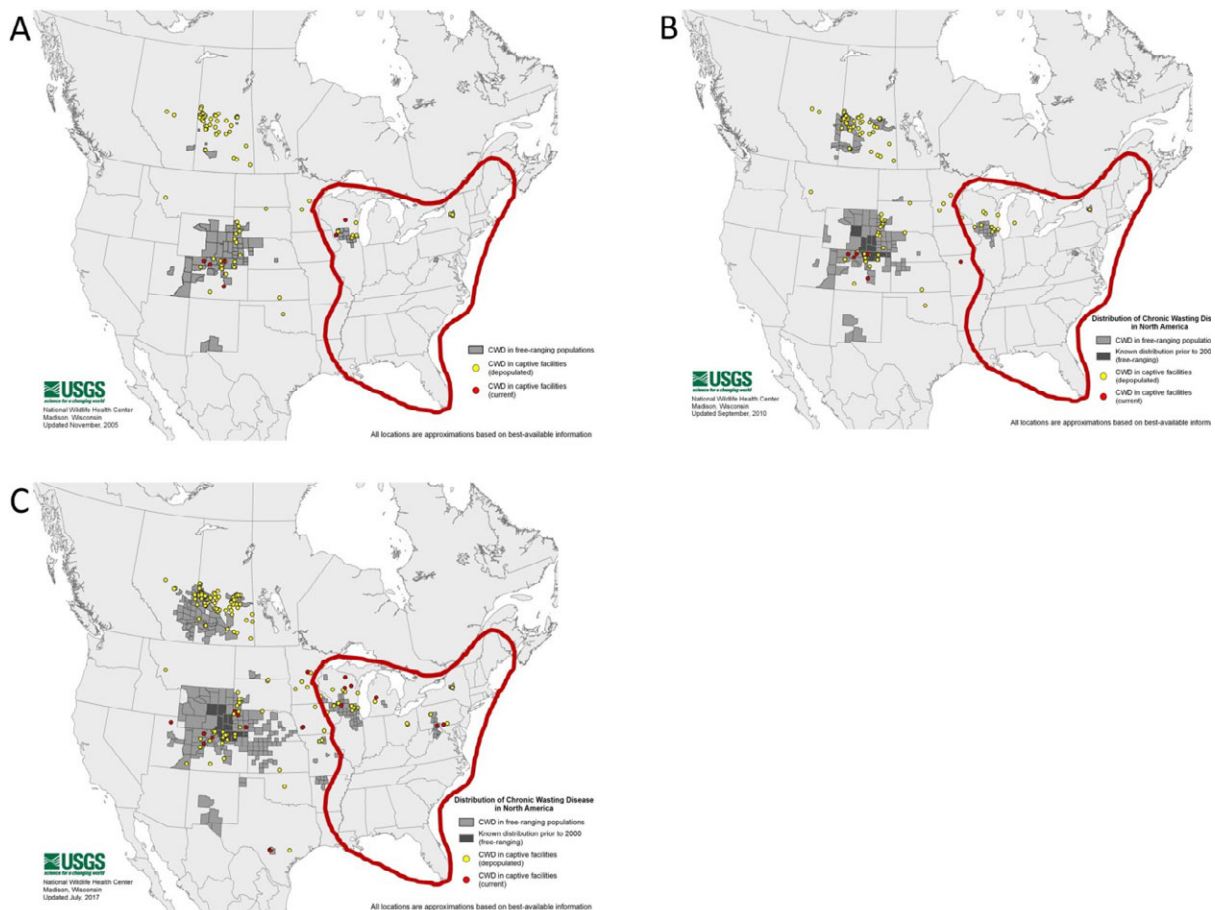 A
CWD in free-ranging populations
CWD in captive facilities
(depopulated)
CWD in captive facilities
(current)
USGS
science for a changing world
National Wildlife Health Center
Madison, Wisconsin
Updated November, 2005
All locations are approximations based on best-available information
B
Distribution of Chronic Wasting Dise
in North America
CWD in free-ranging population
Known distribution prior to 200
(free-ranging)
CWD in captive facilities
(depopulated)
CWD in captive facilities
(current)
USGS
science for a changing world
National Wildlife Health Center
Madison, Wisconsin
Updated September, 2010
All locations are approximations based on best-available informat
C
Distribution of Chronic Wasting Disease
in North America
CWD in free-ranging populations
Known distribution prior to 2000
(free-ranging)
CWD in captive facilities
(depopulated)
CWD in captive facilities
(current)
USGS
science for a changing world
National Wildlife Health Center
Madison, Wisconsin
Updated July, 2017
All locations are approximations based on best-available information